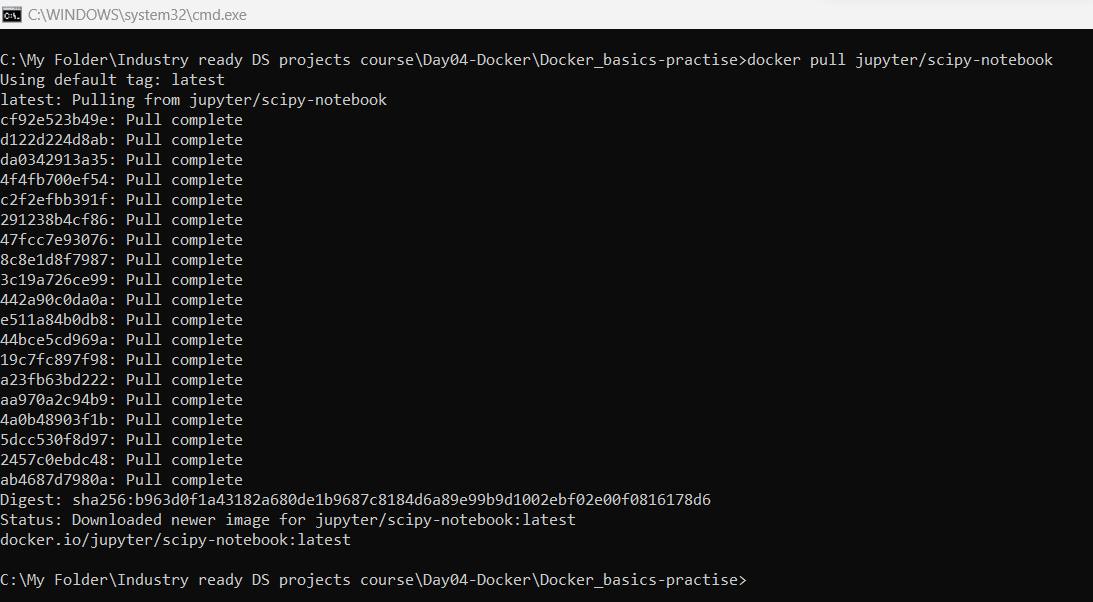 C:\WINDOWS\system32\cmd.exe
C:\My Folder\Industry ready DS projects course\Day04-Docker\Docker_basics-practise>docker pull jupyter/scipy-notebook
Using default tag: latest
latest: Pulling from jupyter/scipy-notebook
cf92e523b49e: Pull complete
d122d224d8ab: Pull complete
da0342913a35: Pull complete
4f4fb700ef54: Pull complete
c2f2efbb391f: Pull complete
291238b4cf86: Pull complete
47fcc7e93076: Pull complete
8c8e1d8f7987: Pull complete
3c19a726ce99: Pull complete
442a90c0da0a: Pull complete
e511a84b0db8: Pull complete
44bce5cd969a: Pull complete
19c7fc897f98: Pull complete
a23fb63bd222: Pull complete
aa970a2c94b9: Pull complete
4a0b48903f1b: Pull complete
5dcc530f8d97: Pull complete
2457c0ebdc48: Pull complete
ab4687d7980a: Pull complete
Digest: sha256:b963d0f1a43182a680de1b9687c8184d6a89e99b9d1002ebf02e00f0816178d6
Status: Downloaded newer image for jupyter/scipy-notebook:latest
docker.io/jupyter/scipy-notebook:latest
C:\My Folder\Industry ready DS projects course\Day04-Docker\Docker_basics-practise>